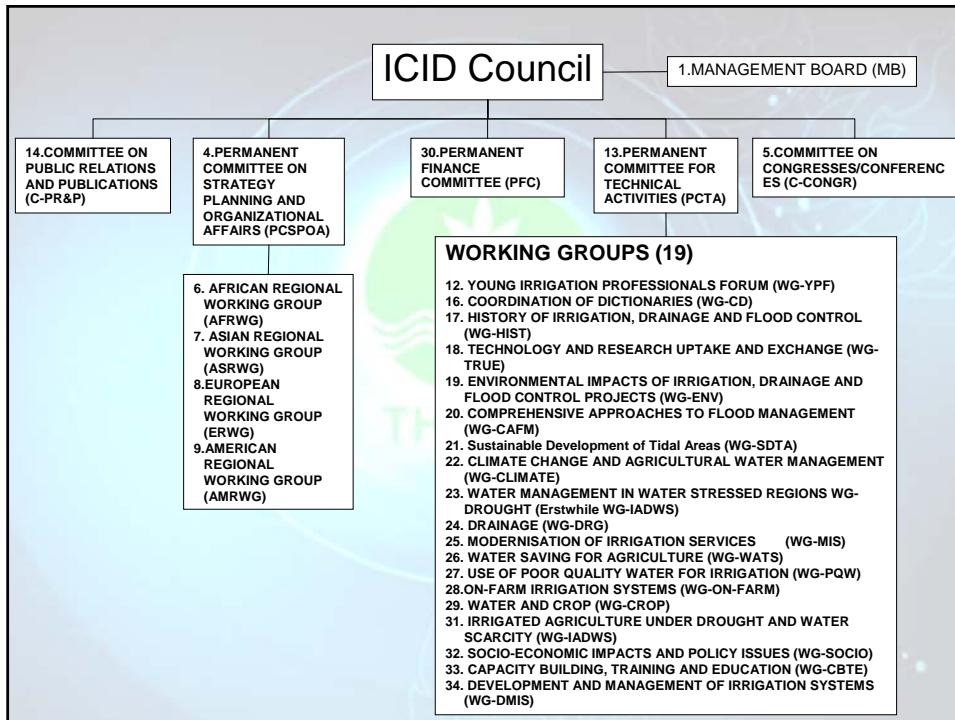 ICID Council
1.MANAGEMENT BOARD (MB)
14.COMMITTEE ON
PUBLIC RELATIONS
AND PUBLICATIONS
(C-PR&P)
4.PERMANENT
COMMITTEE ON
STRATEGY
PLANNING AND
ORGANIZATIONAL
AFFAIRS (PCSPOA)
30.PERMANENT
FINANCE
COMMITTEE (PFC)
13.PERMANENT
COMMITTEE FOR
TECHNICAL
ACTIVITIES (PCTA)
5.COMMITTEE ON
CONGRESSES/CONFERENC
ES (C-CONGR)
6. AFRICAN REGIONAL
WORKING GROUP
(AFRWG)
7. ASIAN REGIONAL
WORKING GROUP
(ASRWG)
8.EUROPEAN
REGIONAL
WORKING GROUP
(ERWG)
9.AMERICAN
REGIONAL
WORKING GROUP
(AMRWG)
WORKING GROUPS (19)
12. YOUNG IRRIGATION PROFESSIONALS FORUM (WG-YPF)
16. COORDINATION OF DICTIONARIES (WG-CD)
17. HISTORY OF IRRIGATION, DRAINAGE AND FLOOD CONTROL
(WG-HIST)
18. TECHNOLOGY AND RESEARCH UPTAKE AND EXCHANGE (WG-
TRUE)
19. ENVIRONMENTAL IMPACTS OF IRRIGATION, DRAINAGE AND
FLOOD CONTROL PROJECTS (WG-ENV)
20. COMPREHENSIVE APPROACHES TO FLOOD MANAGEMENT
(WG-CAFM)
21. Sustainable Development of Tidal Areas (WG-SDTA)
22. CLIMATE CHANGE AND AGRICULTURAL WATER MANAGEMENT
(WG-CLIMATE)
23. WATER MANAGEMENT IN WATER STRESSED REGIONS WG-
DROUGHT (Erstwhile WG-IADWS)
24. DRAINAGE (WG-DRG)
25. MODERNISATION OF IRRIGATION SERVICES (WG-MIS)
26. WATER SAVING FOR AGRICULTURE (WG-WATS)
27. USE OF POOR QUALITY WATER FOR IRRIGATION (WG-PQW)
28.ON-FARM IRRIGATION SYSTEMS (WG-ON-FARM)
29. WATER AND CROP (WG-CROP)
31. IRRIGATED AGRICULTURE UNDER DROUGHT AND WATER
SCARCITY (WG-IADWS)
32. SOCIO-ECONOMIC IMPACTS AND POLICY ISSUES (WG-SOCIO)
33. CAPACITY BUILDING, TRAINING AND EDUCATION (WG-CBTE)
34. DEVELOPMENT AND MANAGEMENT OF IRRIGATION SYSTEMS
(WG-DMIS)